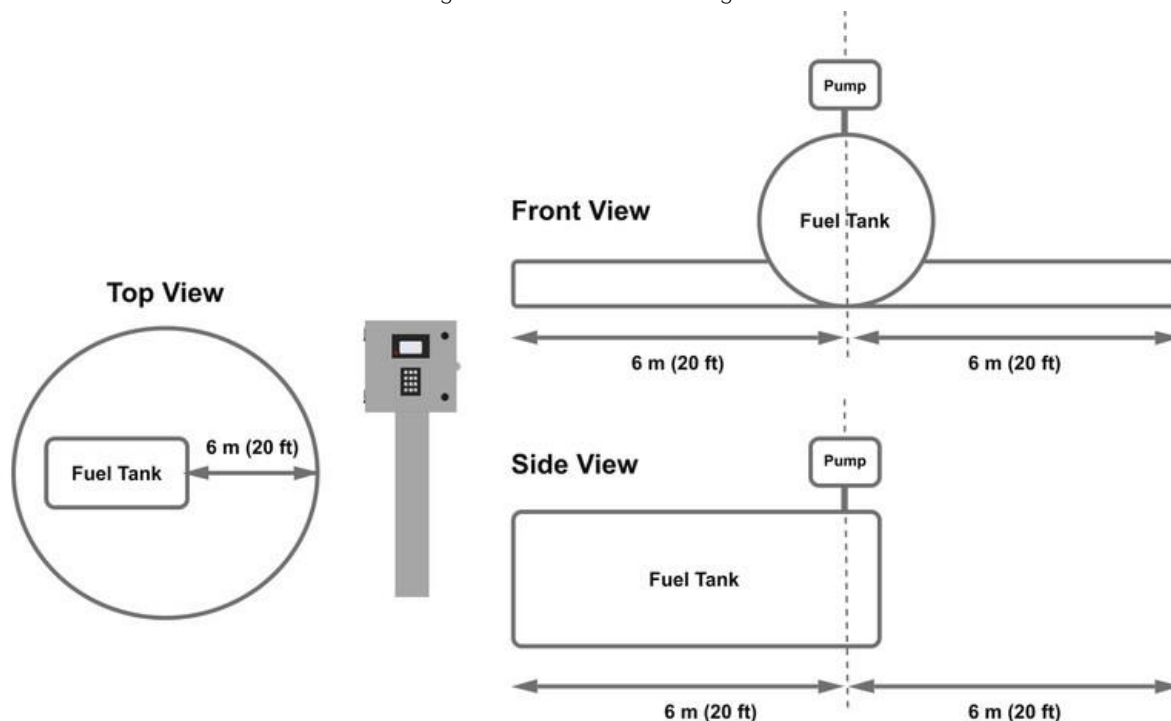 Pump
Front View
Fuel Tank
6 m (20 ft)
6 m (20 ft)
Top View
6 m (20 ft)
Fuel Tank
Side View
Pump
Fuel Tank
6 m (20 ft)
6 m (20 ft)